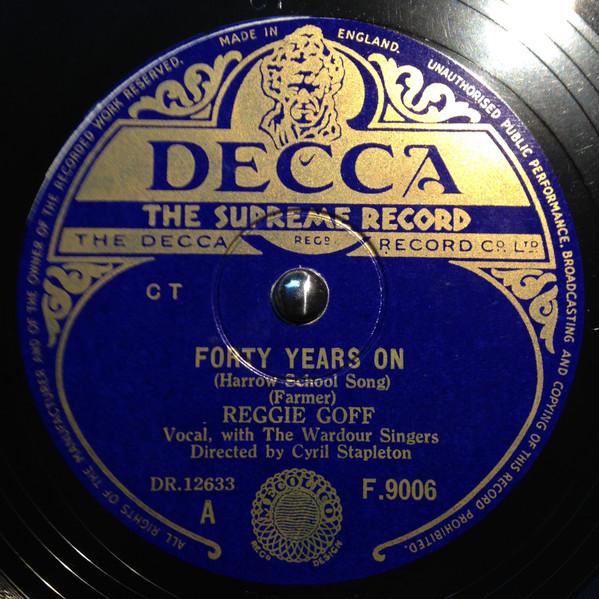 ALL RIGHTS OF THE MANUFACTURER AND OF THE OWNER OF THE RECORDED WORK RESERVED. MADE IN ENGLAND. UNAUTHORISED PUBLIC PERFORMANCE, BROADCASTING AND COPYING OF THIS RECORD PROHIBITED.
DECCA
THE SUPREME RECORD
THE DECCA REGD. RECORD CO. LTD.
CT
FORTY YEARS ON
(Harrow School Song)
(Farmer)
REGGIE GOFF
Vocal, with The Wardour Singers
Directed by Cyril Stapleton
DR.12633
A
F.9006
MECOLICO
REGD. DESIGN